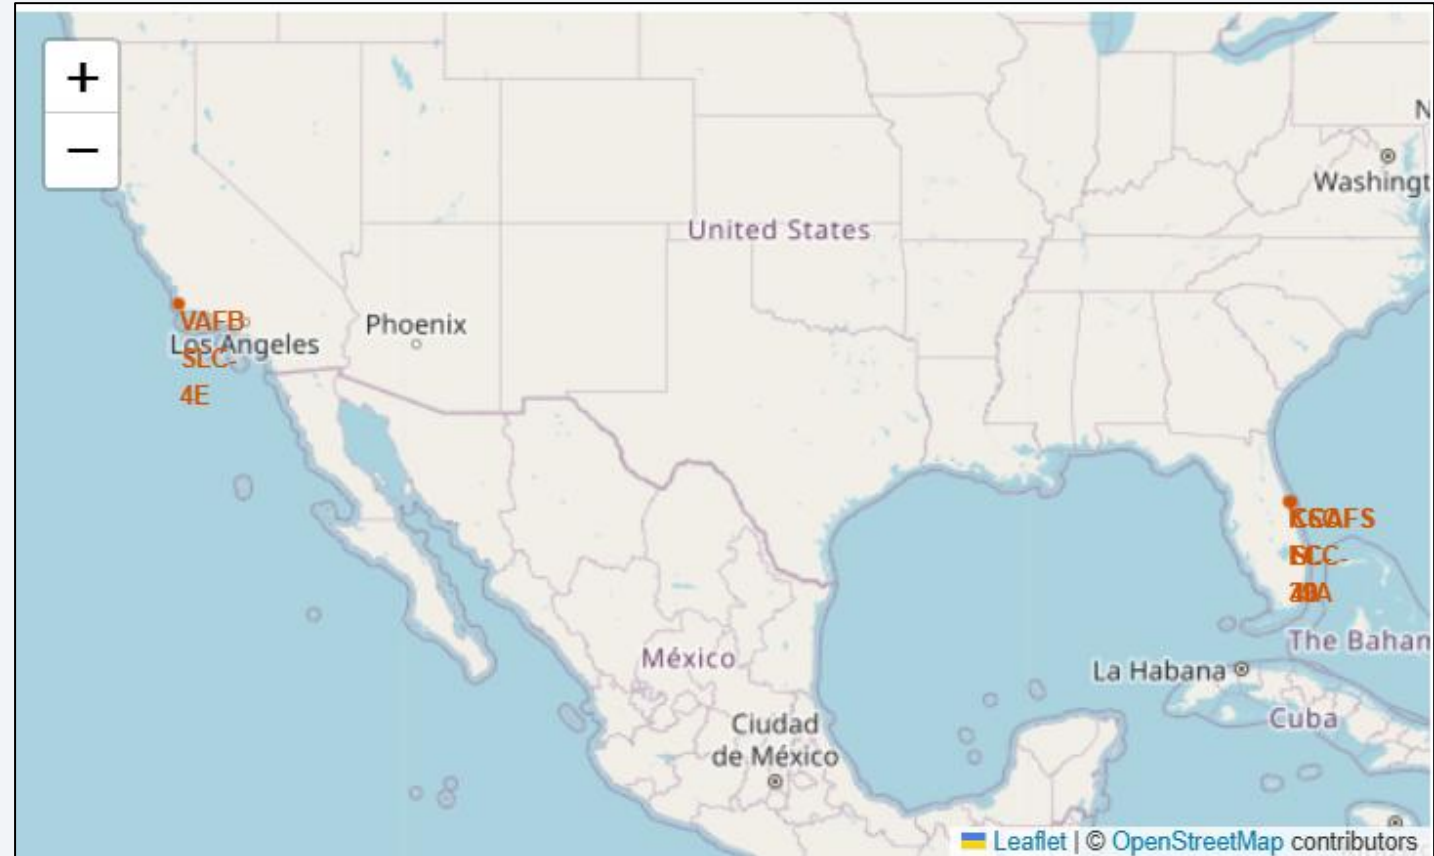 +
−
N
Washingt
United States
VAFB
Los Angeles
SLC-
4E
Phoenix
The Baham
La Habana
México
Cuba
Ciudad
de México
Leaflet | © OpenStreetMap contributors